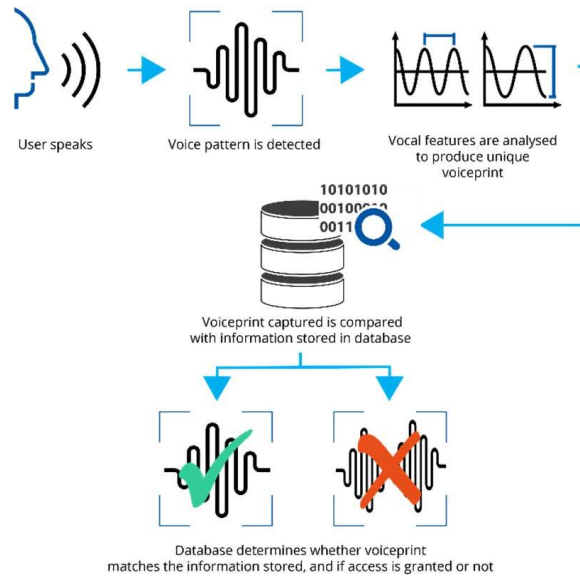 User speaks
Voice pattern is detected
Vocal features are analysed
to produce unique
voiceprint
10101010
0011
Voiceprint captured is compared
with information stored in database
Database determines whether voiceprint
matches the information stored, and if access is granted or not